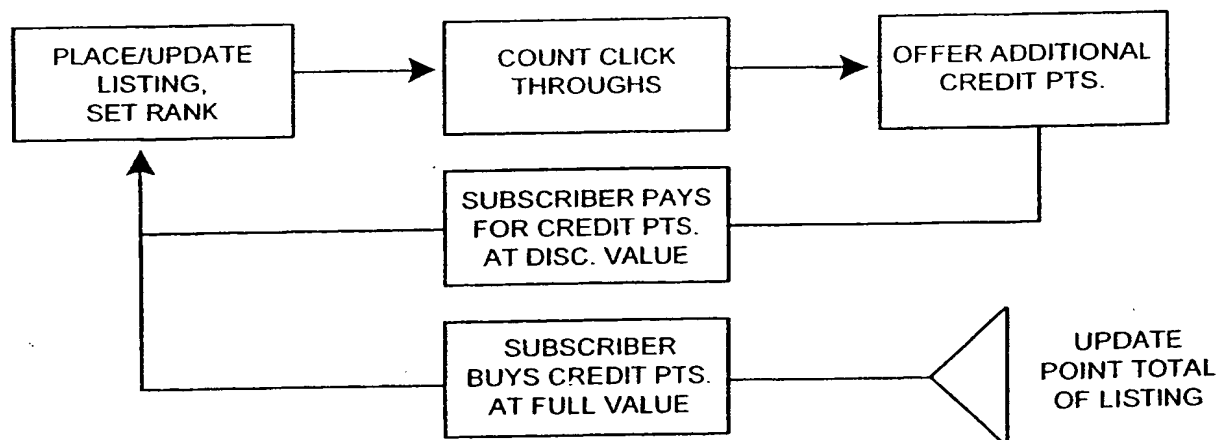 PLACE/UPDATE
LISTING,
SET RANK
COUNT CLICK
THROUGHS
OFFER ADDITIONAL
CREDIT PTS.
SUBSCRIBER PAYS
FOR CREDIT PTS.
AT DISC. VALUE
SUBSCRIBER
BUYS CREDIT PTS.
AT FULL VALUE
UPDATE
POINT TOTAL
OF LISTING